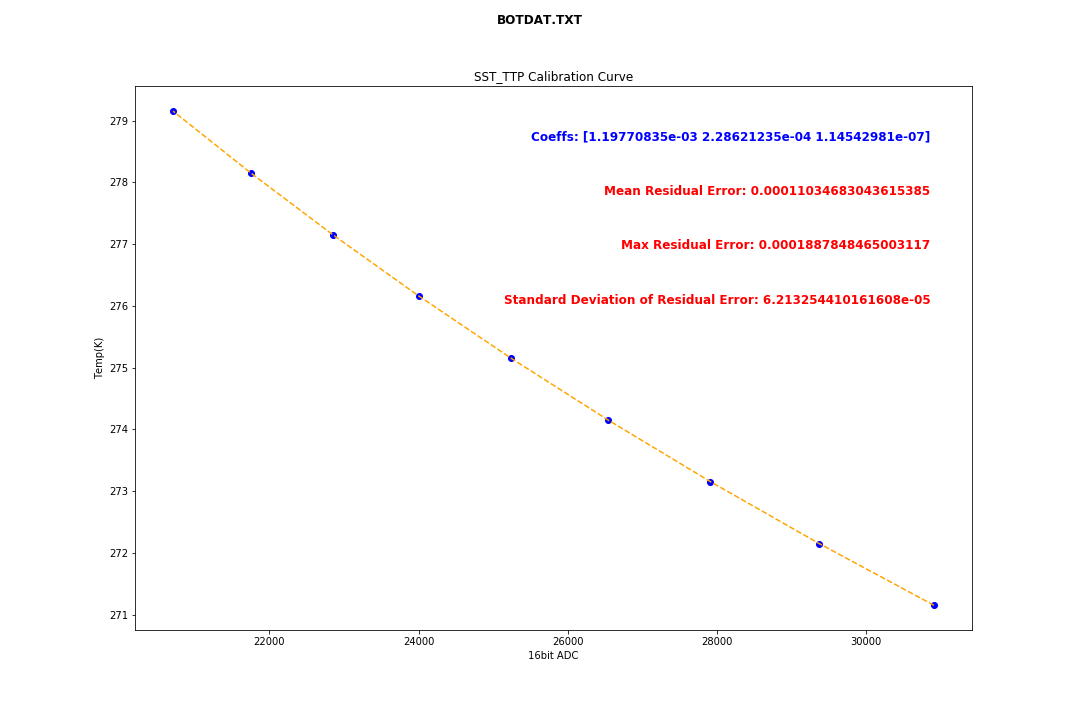 BOTDAT.TXT
SST_TTP Calibration Curve
Coeffs: [1.19770835e-03 2.28621235e-04 1.14542981e-07]
Mean Residual Error: 0.00011034683043615385
Max Residual Error: 0.0001887848465003117
Standard Deviation of Residual Error: 6.213254410161608e-05
Temp(K)
279
278
277
276
275
274
273
272
271
22000 24000 26000 28000 30000
16bit ADC